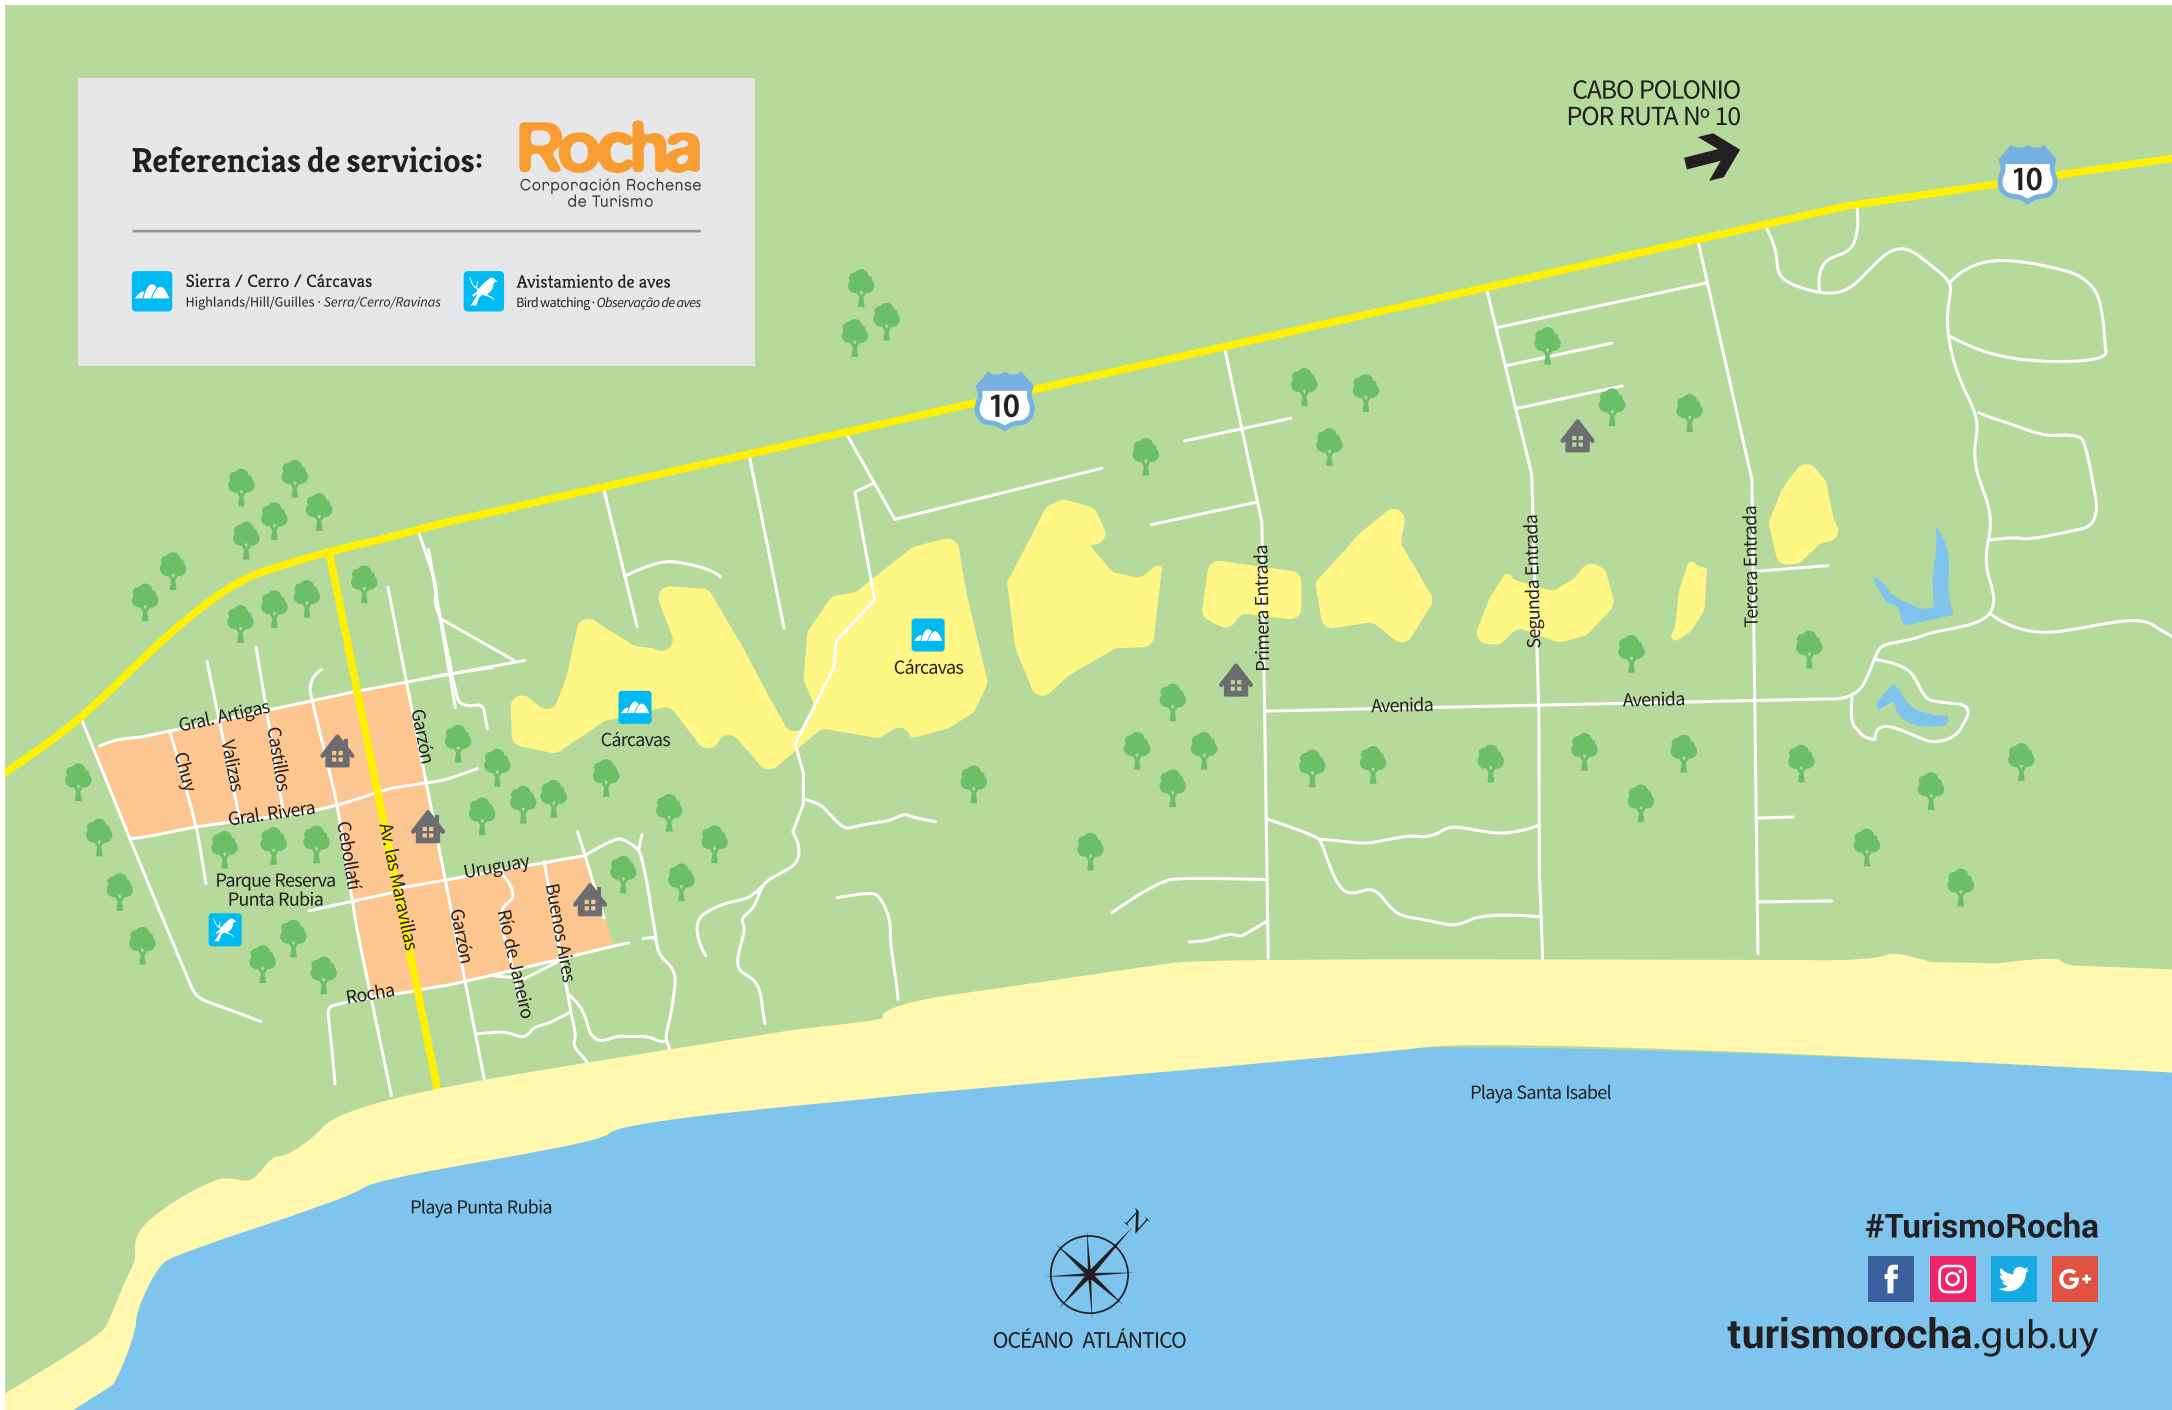 Referencias de servicios:
Rocha
Corporación Rochense
de Turismo
Sierra / Cerro / Cárcavas
Highlands/Hill/Guilles · Serra/Cerro/Ravinas
Avistamiento de aves
Bird watching · Observação de aves
CABO POLONIO
POR RUTA Nº 10
10
10
Primera Entrada
Segunda Entrada
Tercera Entrada
Cárcavas
Cárcavas
Avenida
Avenida
Gral. Artigas
Chuy
Valizas
Castillos
Garzón
Gral. Rivera
Cebollatí
Av. las Maravillas
Uruguay
Parque Reserva
Punta Rubia
Garzón
Río de Janeiro
Buenos Aires
Rocha
Playa Santa Isabel
Playa Punta Rubia
N
OCÉANO ATLÁNTICO
#TurismoRocha
f
G+
turismorocha.gub.uy